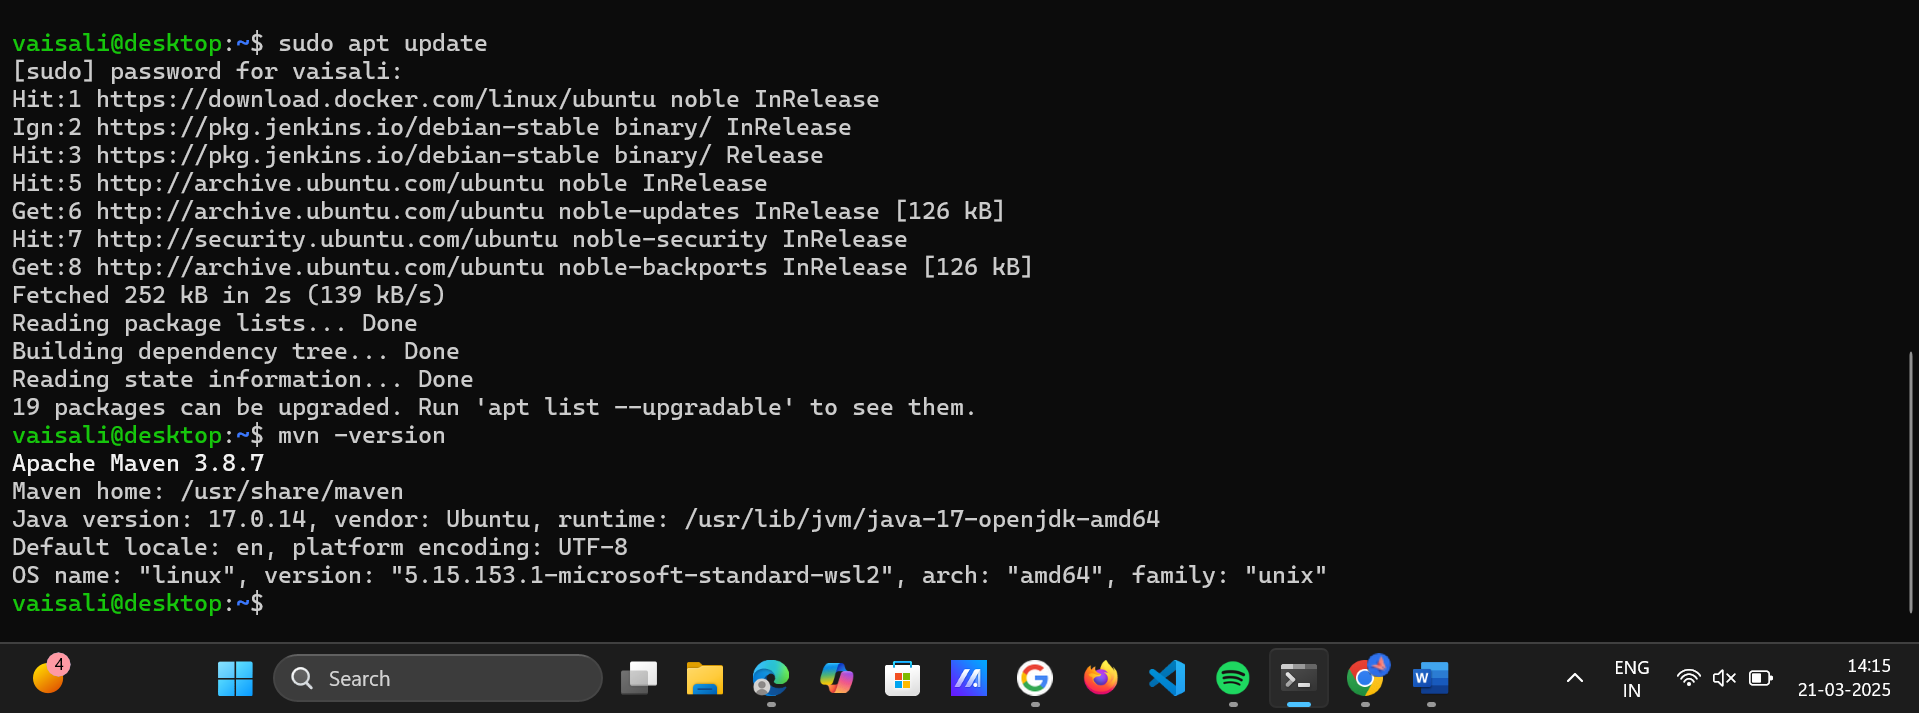 vaisali@desktop:~$ sudo apt update
[sudo] password for vaisali:
Hit:1 https://download.docker.com/linux/ubuntu noble InRelease
Ign:2 https://pkg.jenkins.io/debian-stable binary/ InRelease
Hit:3 https://pkg.jenkins.io/debian-stable binary/ Release
Hit:5 http://archive.ubuntu.com/ubuntu noble InRelease
Get:6 http://archive.ubuntu.com/ubuntu noble-updates InRelease [126 kB]
Hit:7 http://security.ubuntu.com/ubuntu noble-security InRelease
Get:8 http://archive.ubuntu.com/ubuntu noble-backports InRelease [126 kB]
Fetched 252 kB in 2s (139 kB/s)
Reading package lists... Done
Building dependency tree... Done
Reading state information... Done
19 packages can be upgraded. Run 'apt list --upgradable' to see them.
vaisali@desktop:~$ mvn -version
Apache Maven 3.8.7
Maven home: /usr/share/maven
Java version: 17.0.14, vendor: Ubuntu, runtime: /usr/lib/jvm/java-17-openjdk-amd64
Default locale: en, platform encoding: UTF-8
OS name: "linux", version: "5.15.153.1-microsoft-standard-wsl2", arch: "amd64", family: "unix"
vaisali@desktop:~$
4
Search
W
ENG
IN
14:15
21-03-2025